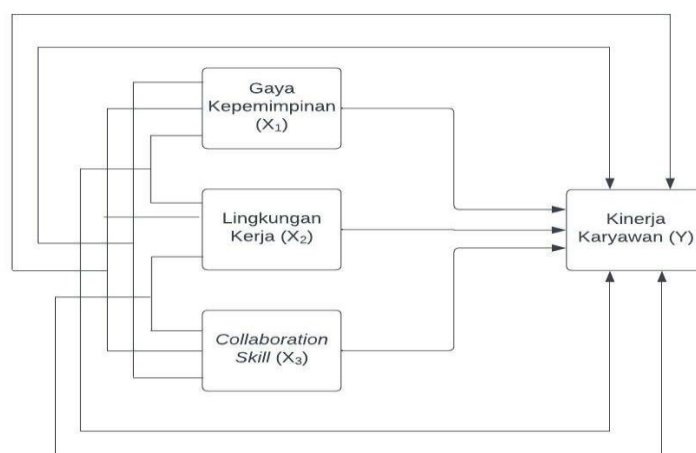 Gaya
Kepemimpinan
(X₁)
Lingkungan
Kerja (X₂)
Kinerja
Karyawan (Y)
Collaboration
Skill (X₃)